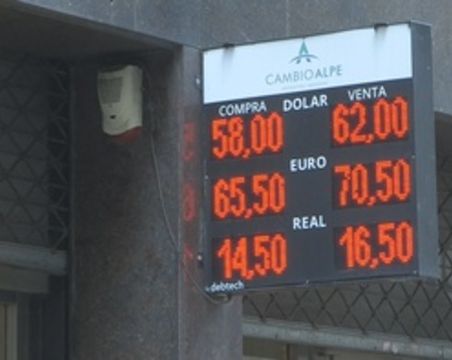 CAMBIOALPE
COMPRA DOLAR VENTA
58,00 62,00
EURO
65,50 70,50
REAL
14,50 16,50
debtech